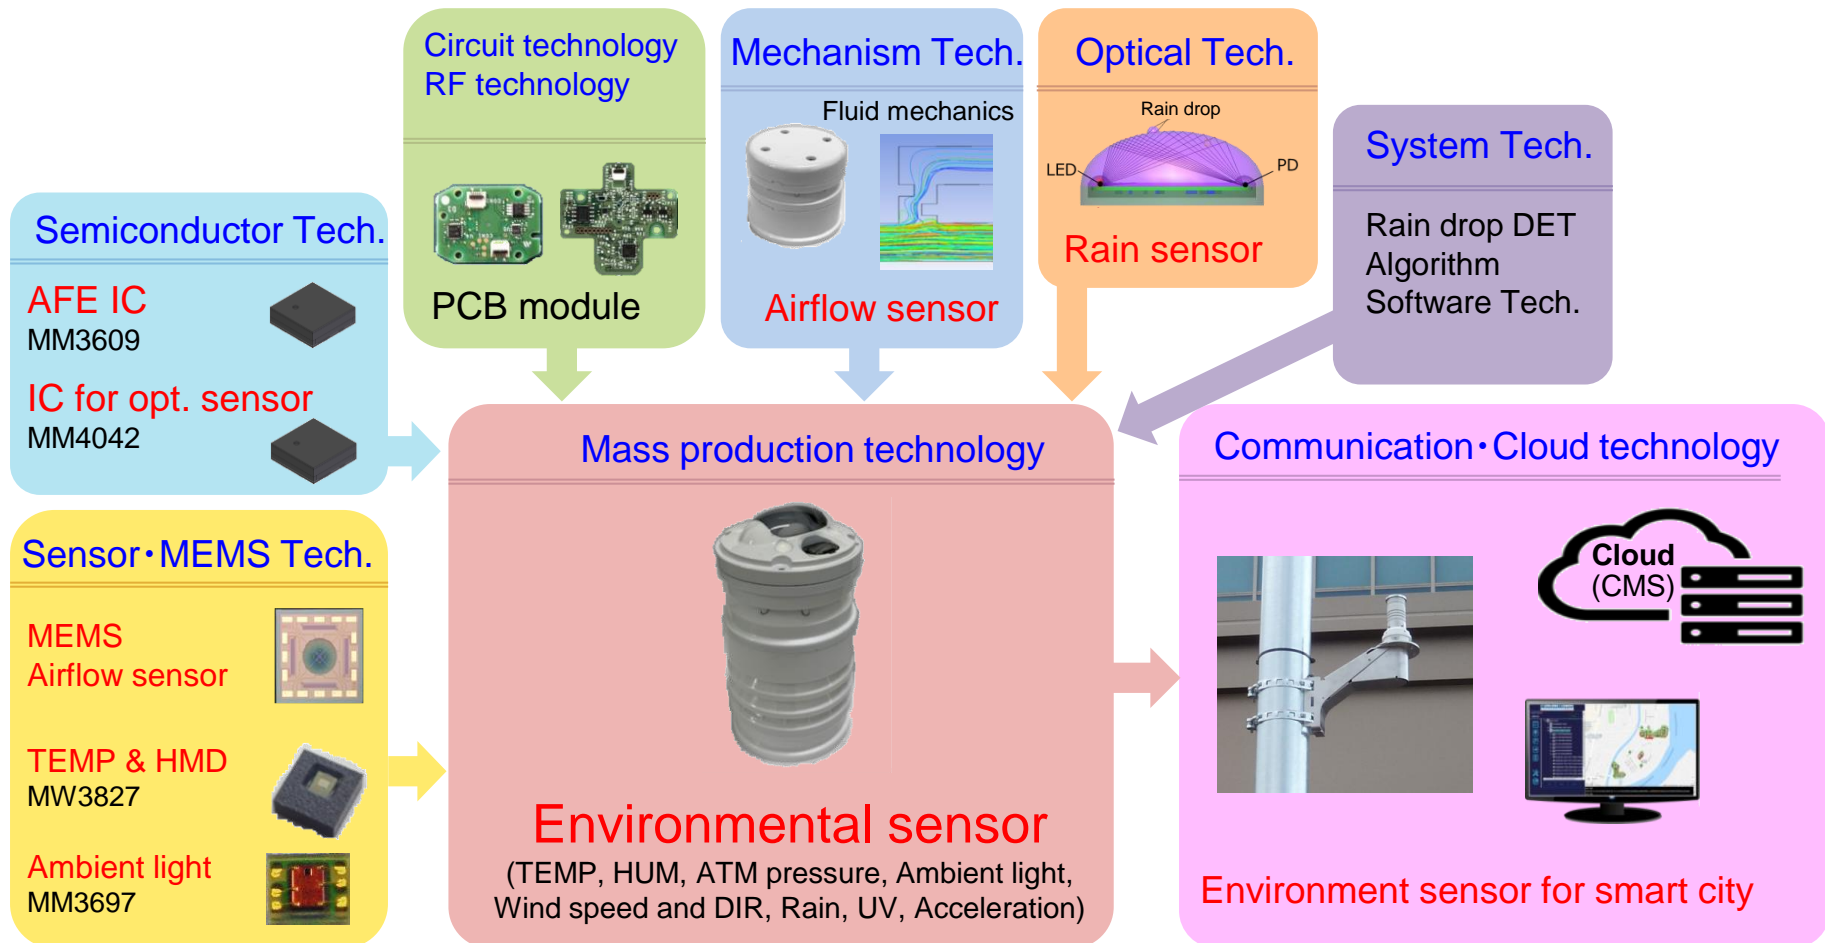 Circuit technology
RF technology
PCB module
Mechanism Tech.
Fluid mechanics
Airflow sensor
Optical Tech.
Rain drop
LED
PD
Rain sensor
System Tech.
Rain drop DET
Algorithm
Software Tech.
Semiconductor Tech.
AFE IC
MM3609
IC for opt. sensor
MM4042
Sensor・MEMS Tech.
MEMS
Airflow sensor
TEMP & HMD
MW3827
Ambient light
MM3697
Mass production technology
Environmental sensor
(TEMP, HUM, ATM pressure, Ambient light,
Wind speed and DIR, Rain, UV, Acceleration)
Communication・Cloud technology
Cloud
(CMS)
Environment sensor for smart city